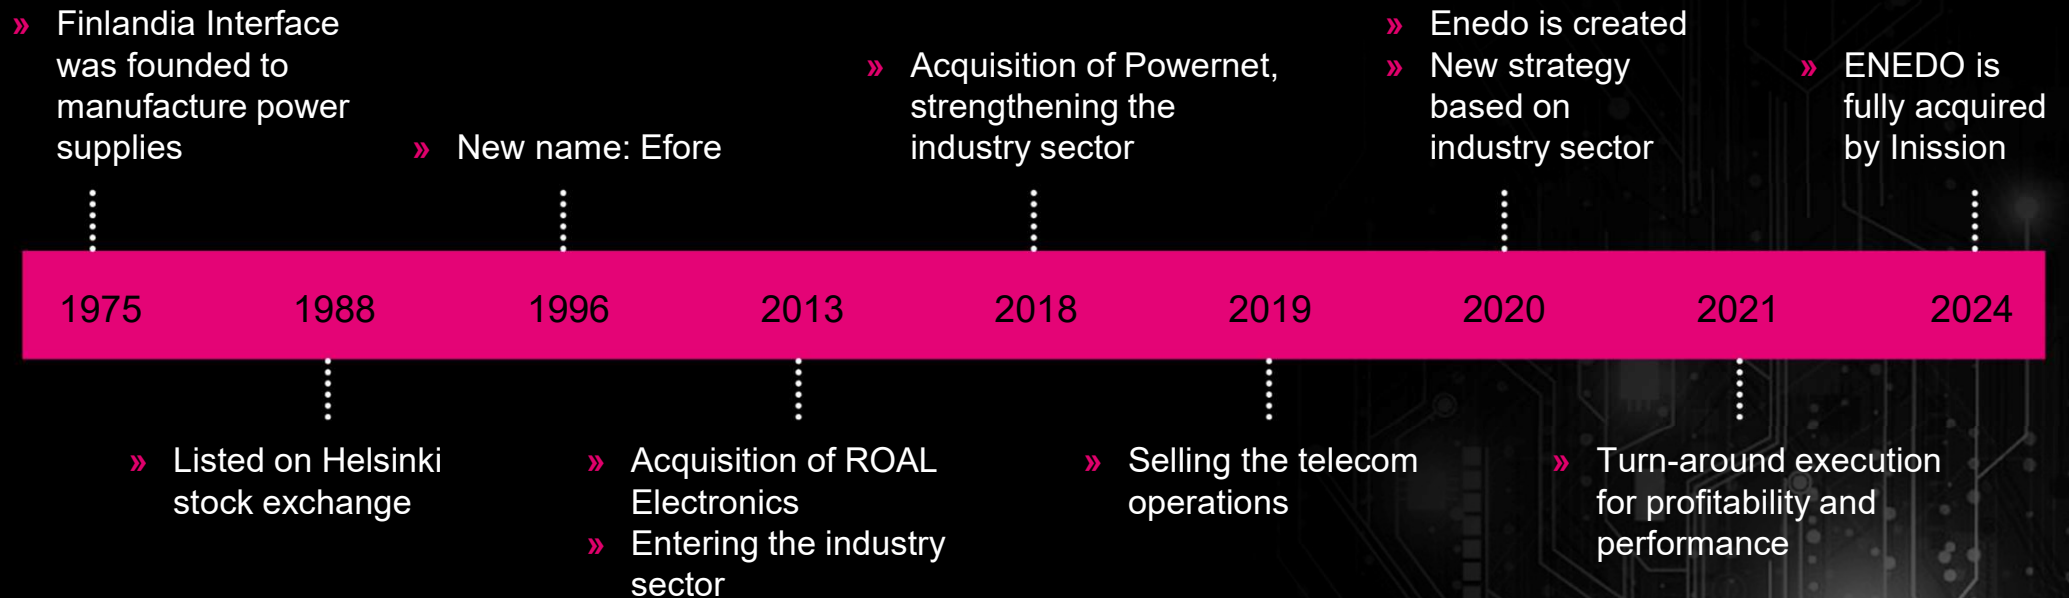 » Finlandia Interface
was founded to
manufacture power
supplies
» New name: Efore
» Acquisition of Powernet,
strengthening the
industry sector
» Enedo is created
» New strategy
based on
industry sector
» ENEDO is
fully acquired
by Inission
1975 1988 1996 2013 2018 2019 2020 2021 2024
» Listed on Helsinki
stock exchange
» Acquisition of ROAL
Electronics
» Entering the industry
sector
» Selling the telecom
operations
» Turn-around execution
for profitability and
performance